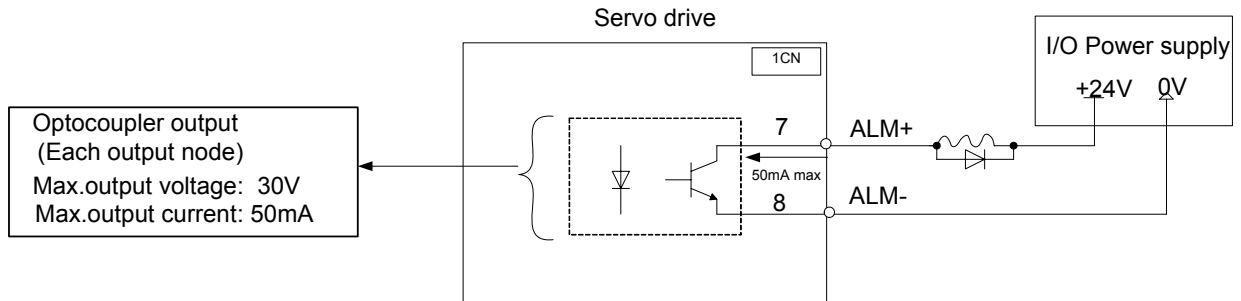 Servo drive
1CN
I/O Power supply
+24V 0V
Optocoupler output
(Each output node)
Max.output voltage: 30V
Max.output current: 50mA
7
ALM+
50mA max
8
ALM-